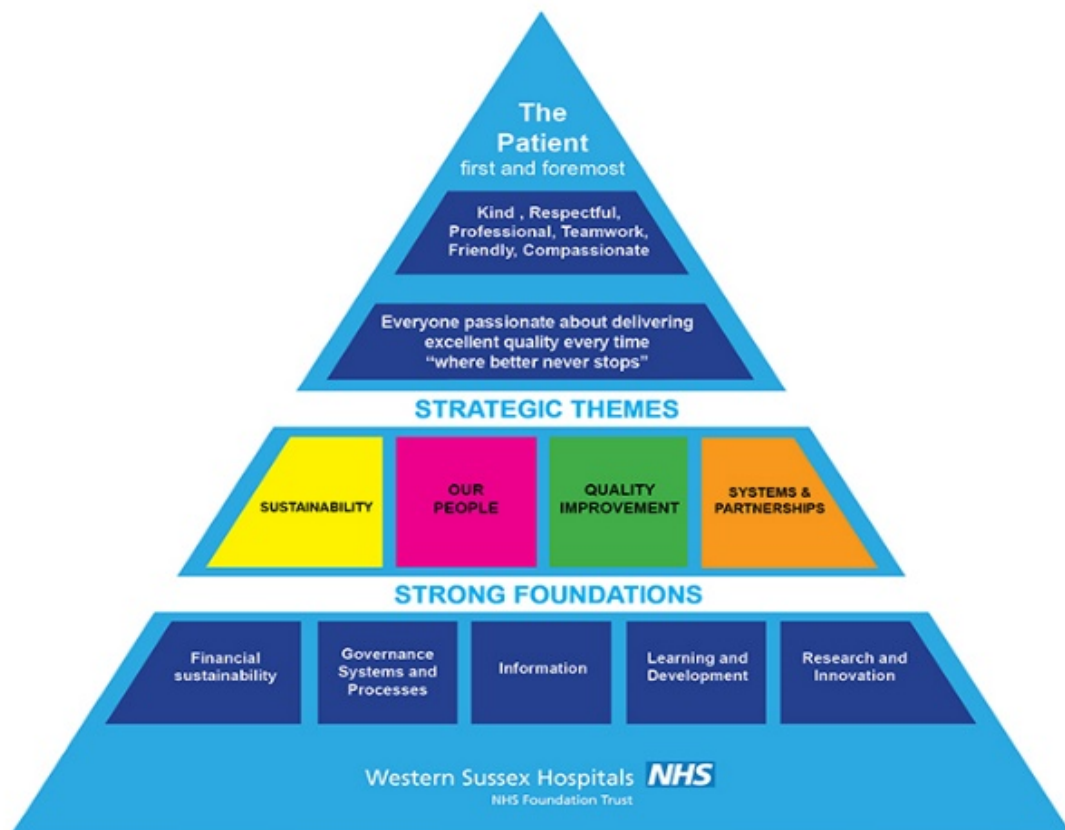 The
Patient
first and foremost
Kind , Respectful,
Professional, Teamwork,
Friendly, Compassionate
Everyone passionate about delivering
excellent quality every time
“where better never stops”
STRATEGIC THEMES
SUSTAINABILITY
OUR
PEOPLE
QUALITY
IMPROVEMENT
SYSTEMS &
PARTNERSHIPS
STRONG FOUNDATIONS
Financial
sustainability
Governance
Systems and
Processes
Information
Learning and
Development
Research and
Innovation
Western Sussex Hospitals NHS
NHS Foundation Trust